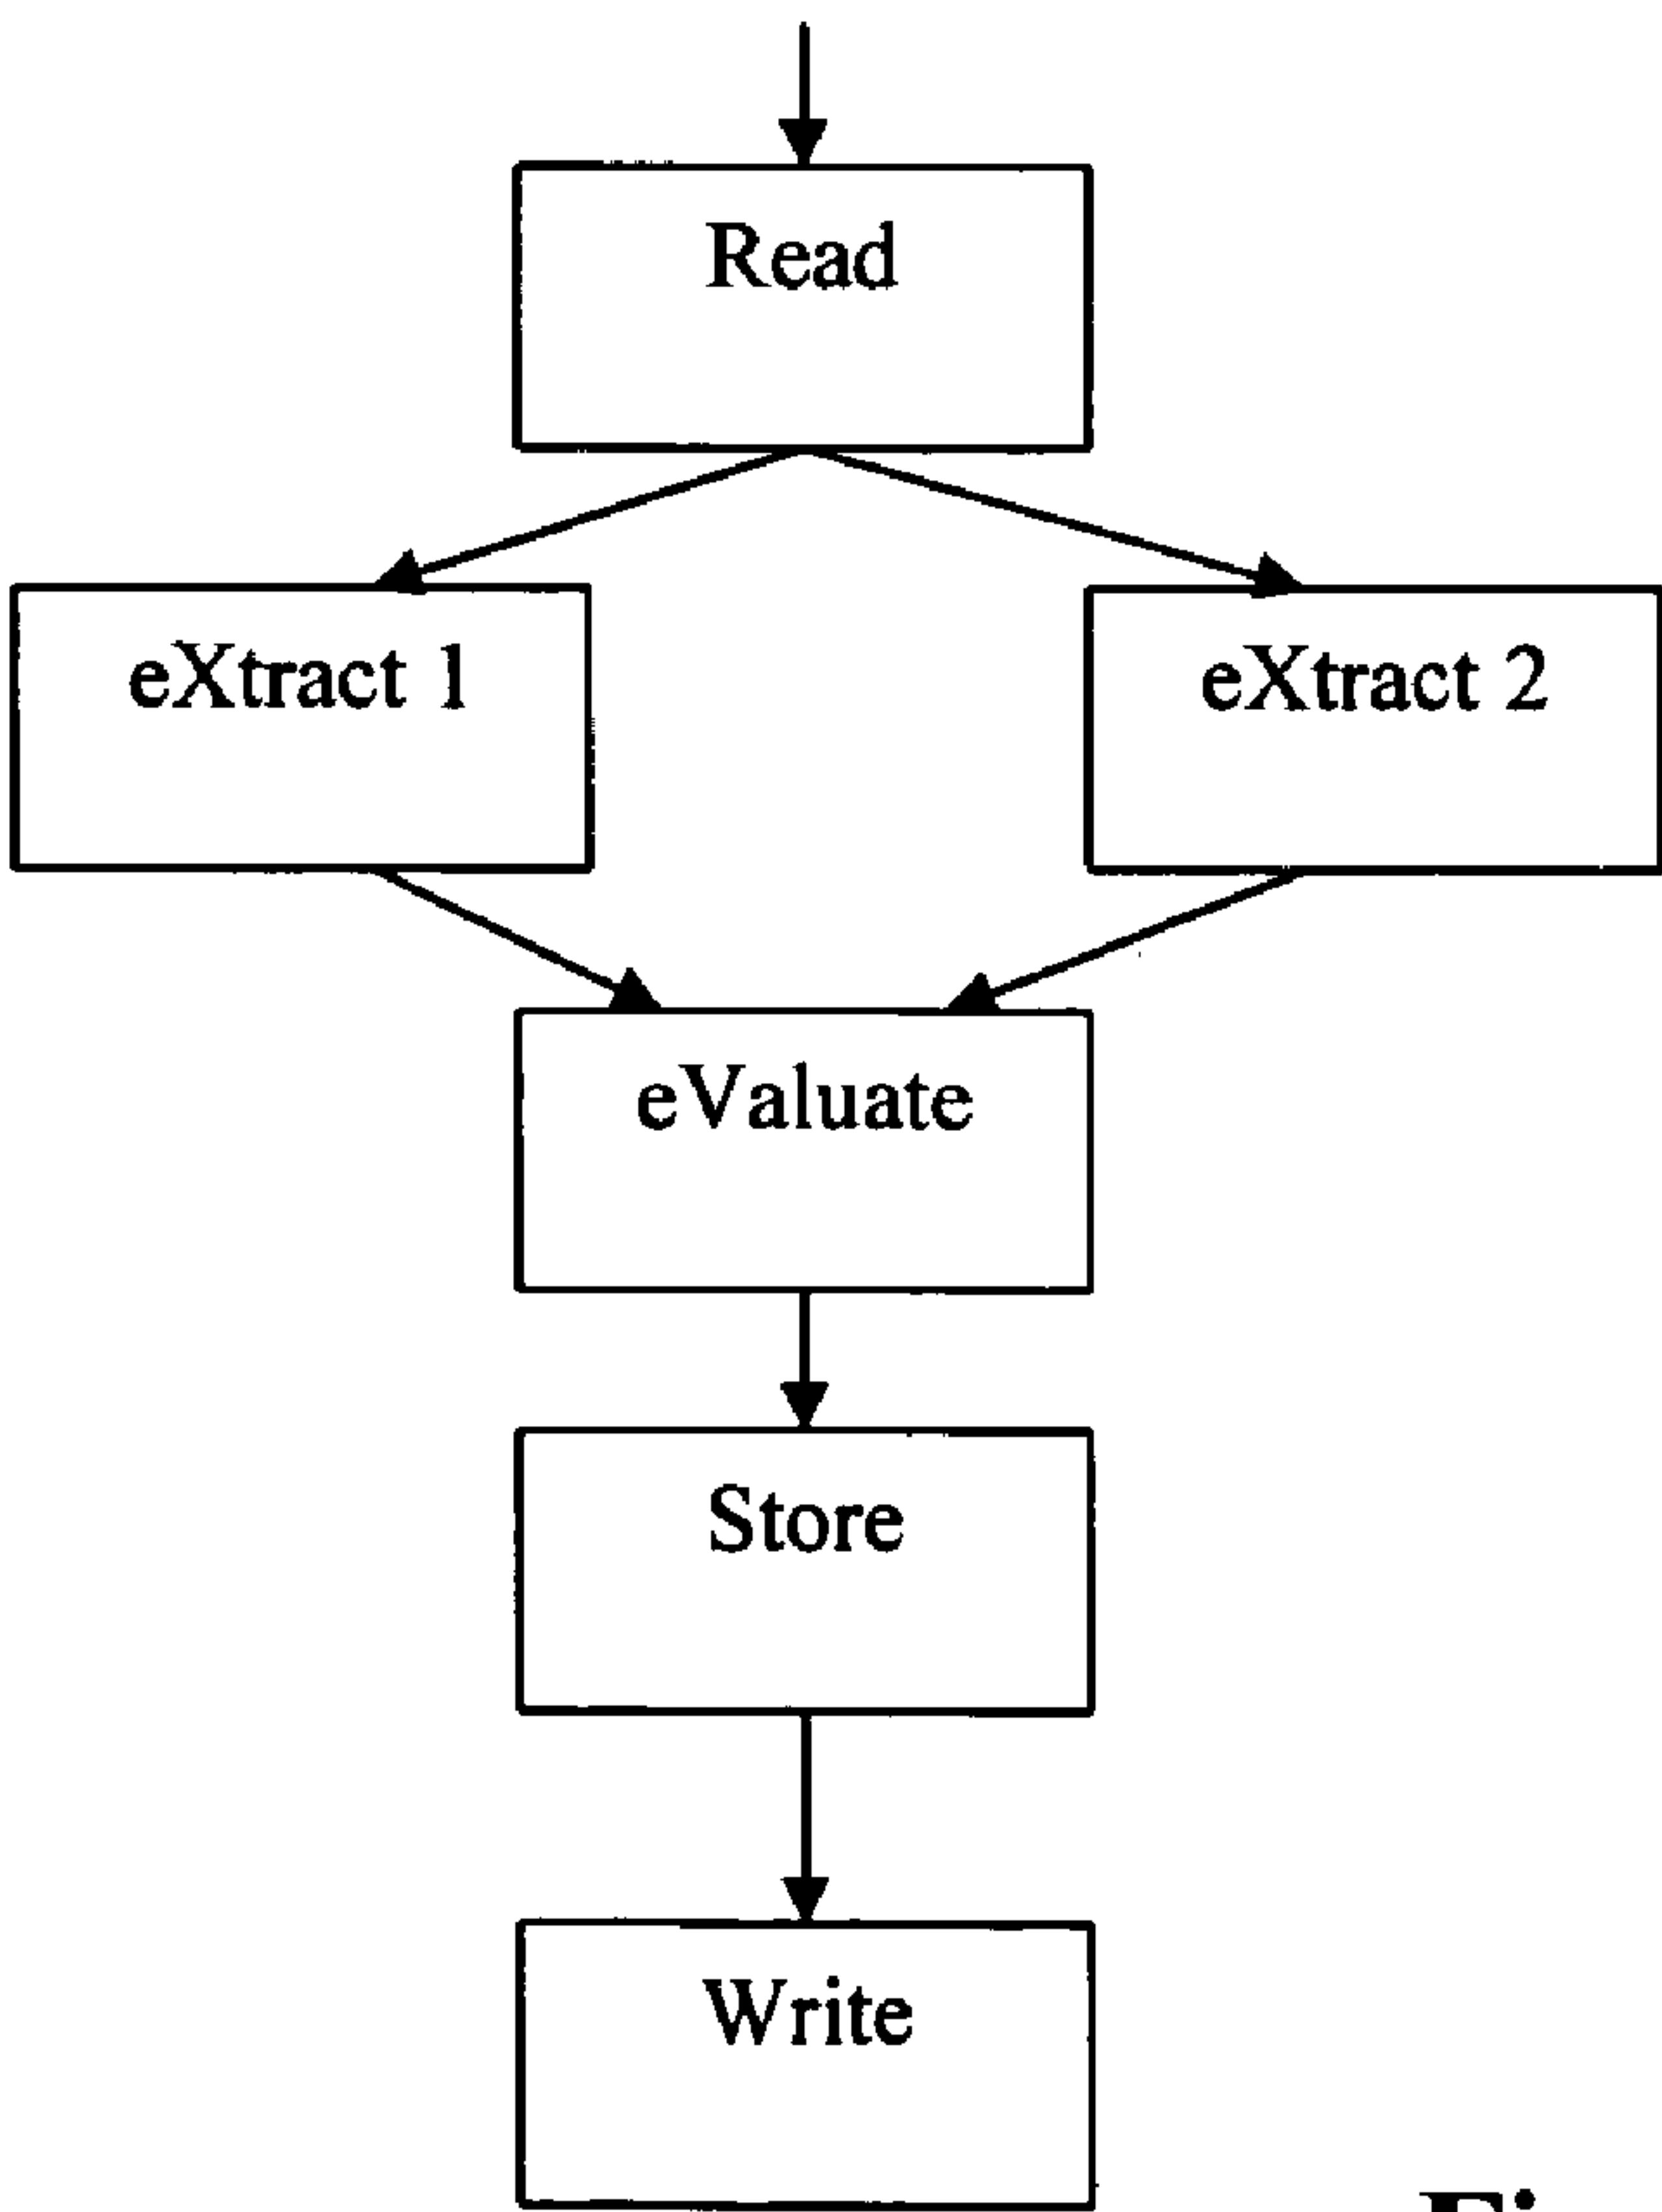 Read
eXtract 1
eXtract 2
eValuate
Store
Write